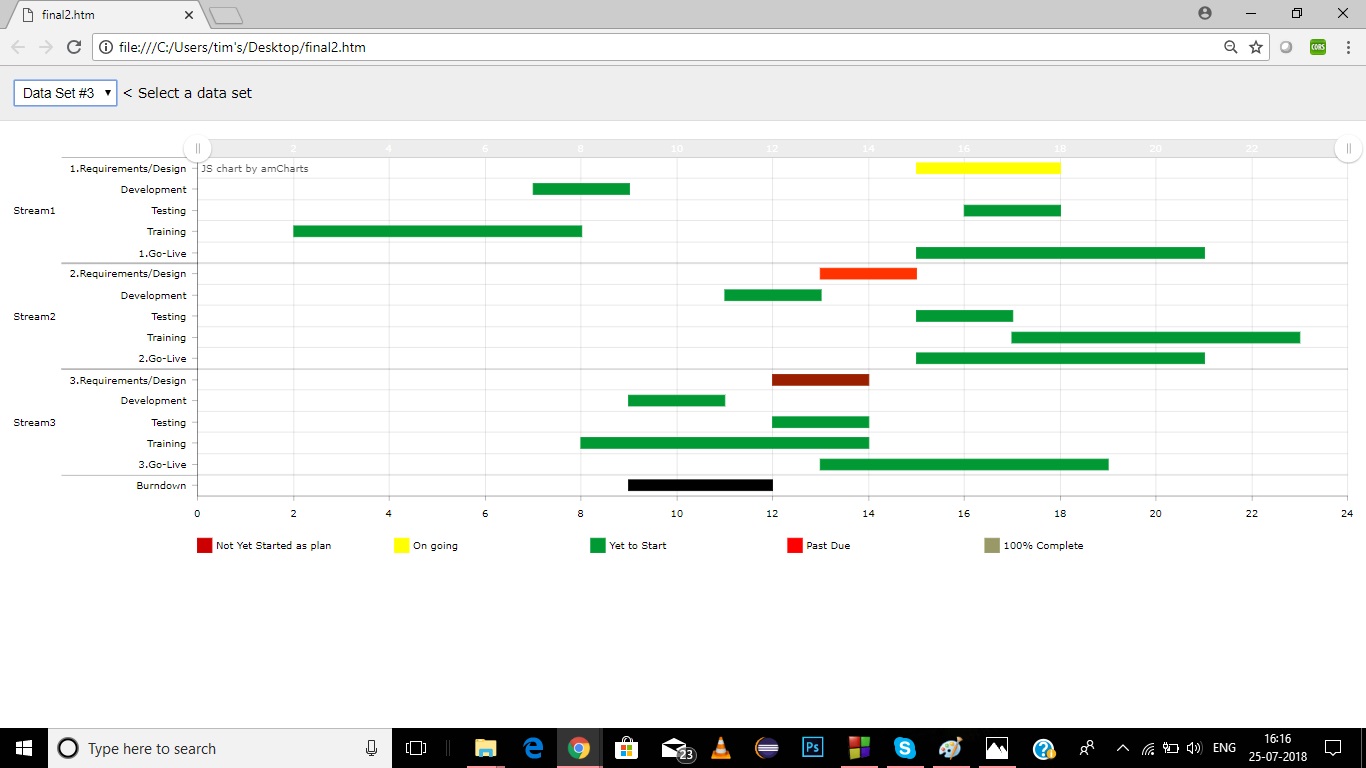 final2.htm
file:///C:/Users/tim's/Desktop/final2.htm
CORS
Data Set #3 < Select a data set
2 4 6 8 10 12 14 16 18 20 22
1.Requirements/Design JS chart by amCharts
Development
Stream1 Testing
Training
1.Go-Live
2.Requirements/Design
Development
Stream2 Testing
Training
2.Go-Live
3.Requirements/Design
Development
Stream3 Testing
Training
3.Go-Live
Burndown
0 2 4 6 8 10 12 14 16 18 20 22 24
Not Yet Started as plan On going Yet to Start Past Due 100% Complete
Type here to search 23 Ps ENG 16:16
25-07-2018